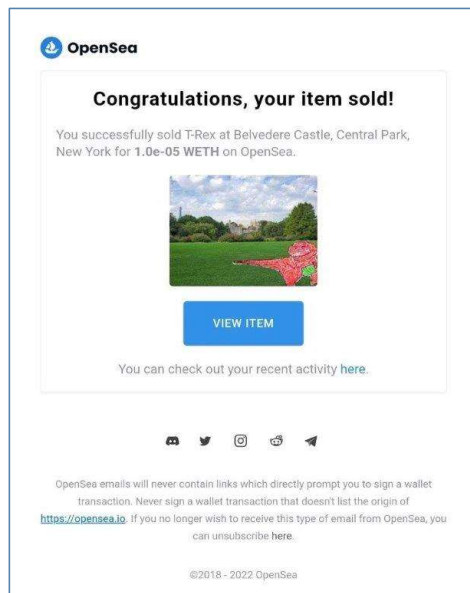 OpenSea
Congratulations, your item sold!
You successfully sold T-Rex at Belvedere Castle, Central Park,
New York for 1.0e-05 WETH on OpenSea.
VIEW ITEM
You can check out your recent activity here.
OpenSea emails will never contain links which directly prompt you to sign a wallet
transaction. Never sign a wallet transaction that doesn't list the origin of
https://opensea.io. If you no longer wish to receive this type of email from OpenSea, you
can unsubscribe here.
©2018 - 2022 OpenSea